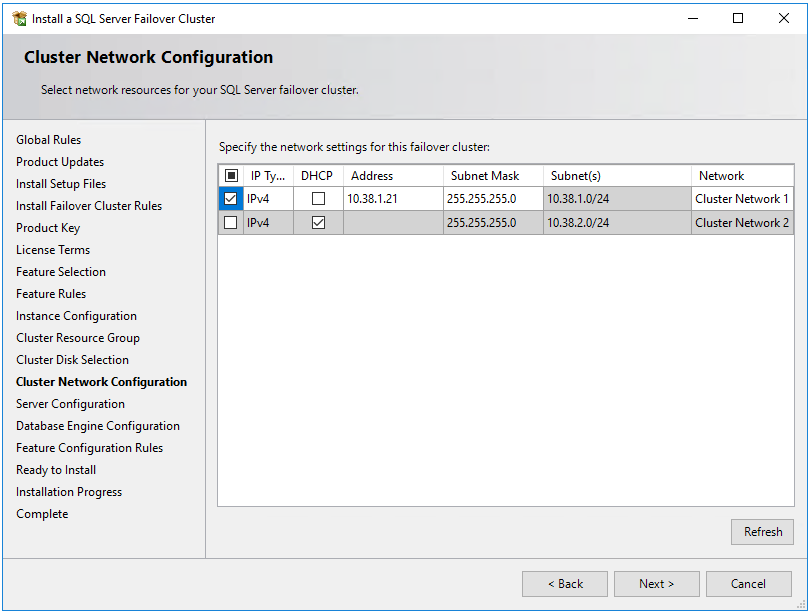 Install a SQL Server Failover Cluster
Cluster Network Configuration
Select network resources for your SQL Server failover cluster.
Global Rules
Product Updates
Install Setup Files
Install Failover Cluster Rules
Product Key
License Terms
Feature Selection
Feature Rules
Instance Configuration
Cluster Resource Group
Cluster Disk Selection
Cluster Network Configuration
Server Configuration
Database Engine Configuration
Feature Configuration Rules
Ready to Install
Installation Progress
Complete
Specify the network settings for this failover cluster:
IP Ty... DHCP Address Subnet Mask Subnet(s) Network
IPv4 10.38.1.21 255.255.255.0 10.38.1.0/24 Cluster Network 1
IPv4 255.255.255.0 10.38.2.0/24 Cluster Network 2
Refresh
< Back Next > Cancel